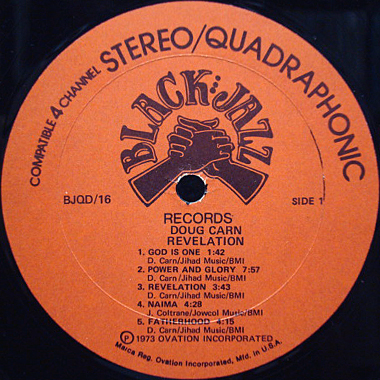 COMPATIBLE 4 CHANNEL STEREO/QUADRAPHONIC
BLACK JAZZ
BJQD/16
SIDE 1
RECORDS
DOUG CARN
REVELATION
1. GOD IS ONE 1:42
D. Carn/Jihad Music/BMI
2. POWER AND GLORY 7:57
D. Carn/Jihad Music/BMI
3. REVELATION 3:43
D. Carn/Jihad Music/BMI
4. NAIMA 4:28
J. Coltrane/Jowcol Music/BMI
5. FATHERHOOD 4:15
D. Carn/Jihad Music/BMI
Ⓟ 1973 OVATION INCORPORATED
Marca Reg. Ovation Incorporated, Mfd. in U.S.A.